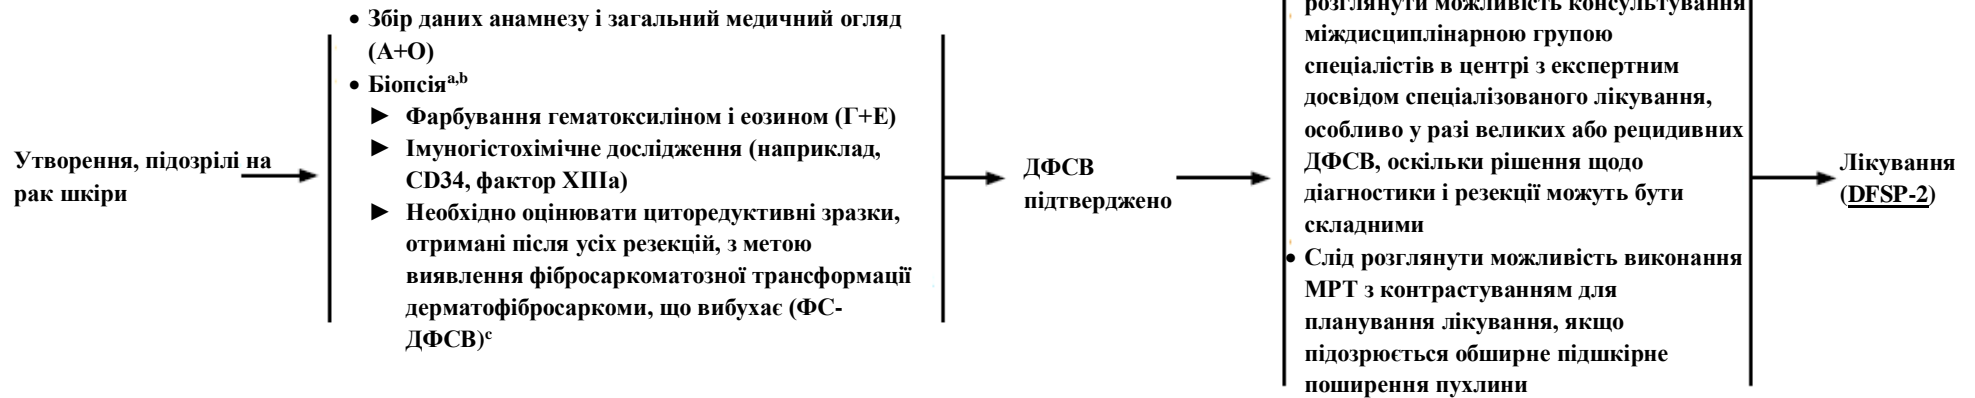 Утворення, підозрілі на
рак шкіри
• Збір даних анамнезу і загальний медичний огляд
(А+О)
• Біопсіяᵃ,ᵇ
► Фарбування гематоксиліном і еозином (Г+Е)
► Імуногістохімічне дослідження (наприклад,
CD34, фактор XIIIa)
► Необхідно оцінювати циторедуктивні зразки,
отримані після усіх резекцій, з метою
виявлення фібросаркоматозної трансформації
дерматофібросаркоми, що вибухає (ФС-
ДФСВ)ᶜ
ДФСВ
підтверджено
розглянути можливість консультування
міждисциплінарною групою
спеціалістів в центрі з експертним
досвідом спеціалізованого лікування,
особливо у разі великих або рецидивних
ДФСВ, оскільки рішення щодо
діагностики і резекції можуть бути
складними
• Слід розглянути можливість виконання
МРТ з контрастуванням для
планування лікування, якщо
підозрюється обширне підшкірне
поширення пухлини
Лікування
(DFSP-2)